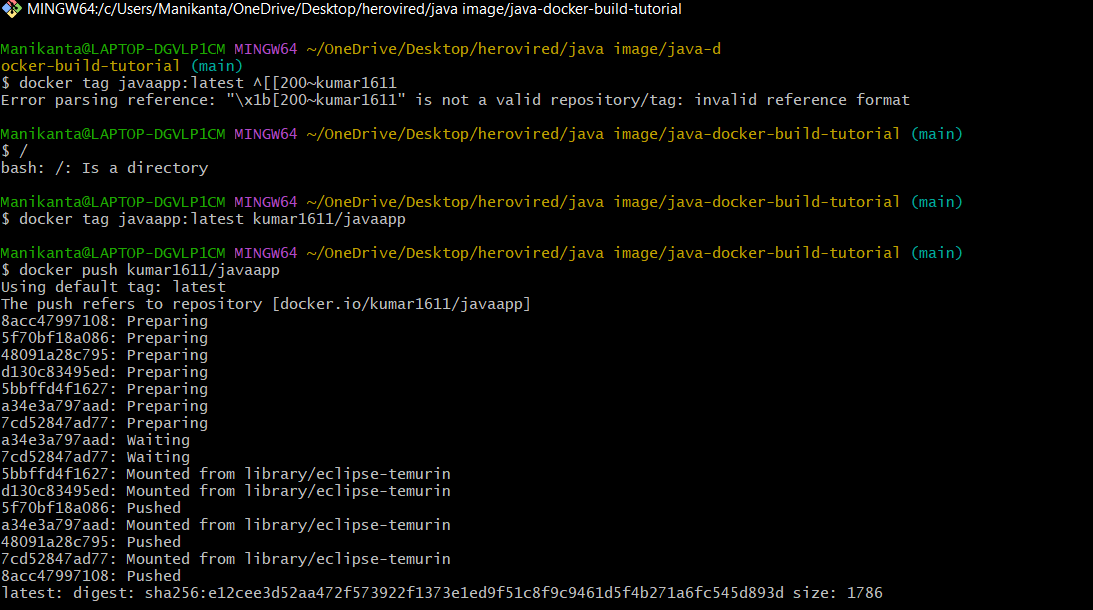 MINGW64:/c/Users/Manikanta/OneDrive/Desktop/herovired/java image/java-docker-build-tutorial
Manikanta@LAPTOP-DGVLP1CM MINGW64 ~/OneDrive/Desktop/herovired/java image/java-d
ocker-build-tutorial (main)
$ docker tag javaapp:latest ^[[200~kumar1611
Error parsing reference: "\x1b[200~kumar1611" is not a valid repository/tag: invalid reference format
Manikanta@LAPTOP-DGVLP1CM MINGW64 ~/OneDrive/Desktop/herovired/java image/java-docker-build-tutorial (main)
$ /
bash: /: Is a directory
Manikanta@LAPTOP-DGVLP1CM MINGW64 ~/OneDrive/Desktop/herovired/java image/java-docker-build-tutorial (main)
$ docker tag javaapp:latest kumar1611/javaapp
Manikanta@LAPTOP-DGVLP1CM MINGW64 ~/OneDrive/Desktop/herovired/java image/java-docker-build-tutorial (main)
$ docker push kumar1611/javaapp
Using default tag: latest
The push refers to repository [docker.io/kumar1611/javaapp]
8acc47997108: Preparing
5f70bf18a086: Preparing
48091a28c795: Preparing
d130c83495ed: Preparing
5bbffd4f1627: Preparing
a34e3a797aad: Preparing
7cd52847ad77: Preparing
a34e3a797aad: Waiting
7cd52847ad77: Waiting
5bbffd4f1627: Mounted from library/eclipse-temurin
d130c83495ed: Mounted from library/eclipse-temurin
5f70bf18a086: Pushed
a34e3a797aad: Mounted from library/eclipse-temurin
48091a28c795: Pushed
7cd52847ad77: Mounted from library/eclipse-temurin
8acc47997108: Pushed
latest: digest: sha256:e12cee3d52aa472f573922f1373e1ed9f51c8f9c9461d5f4b271a6fc545d893d size: 1786